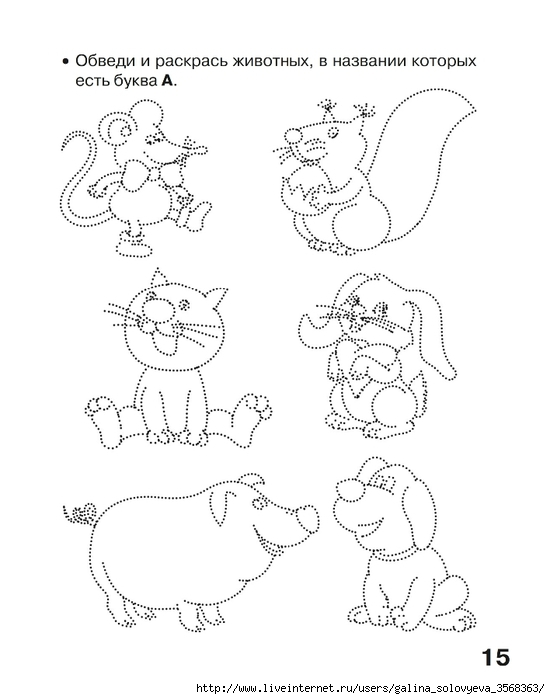 • Обведи и раскрась животных, в названии которых
есть буква А.
15
http://www.liveinternet.ru/users/galina_solovyeva_3568363/